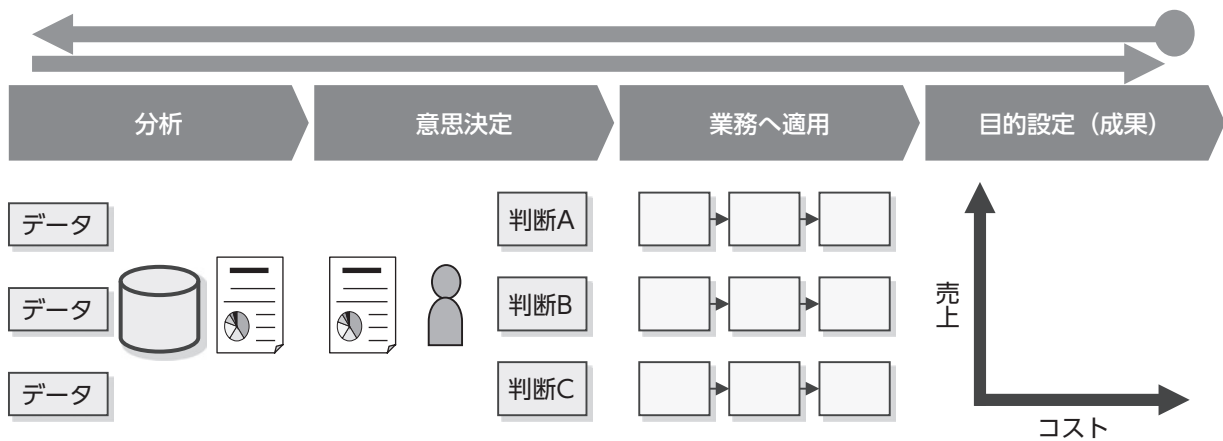 分析
意思決定
業務へ適用
目的設定（成果）
データ
データ
データ
判断A
判断B
判断C
売上
コスト